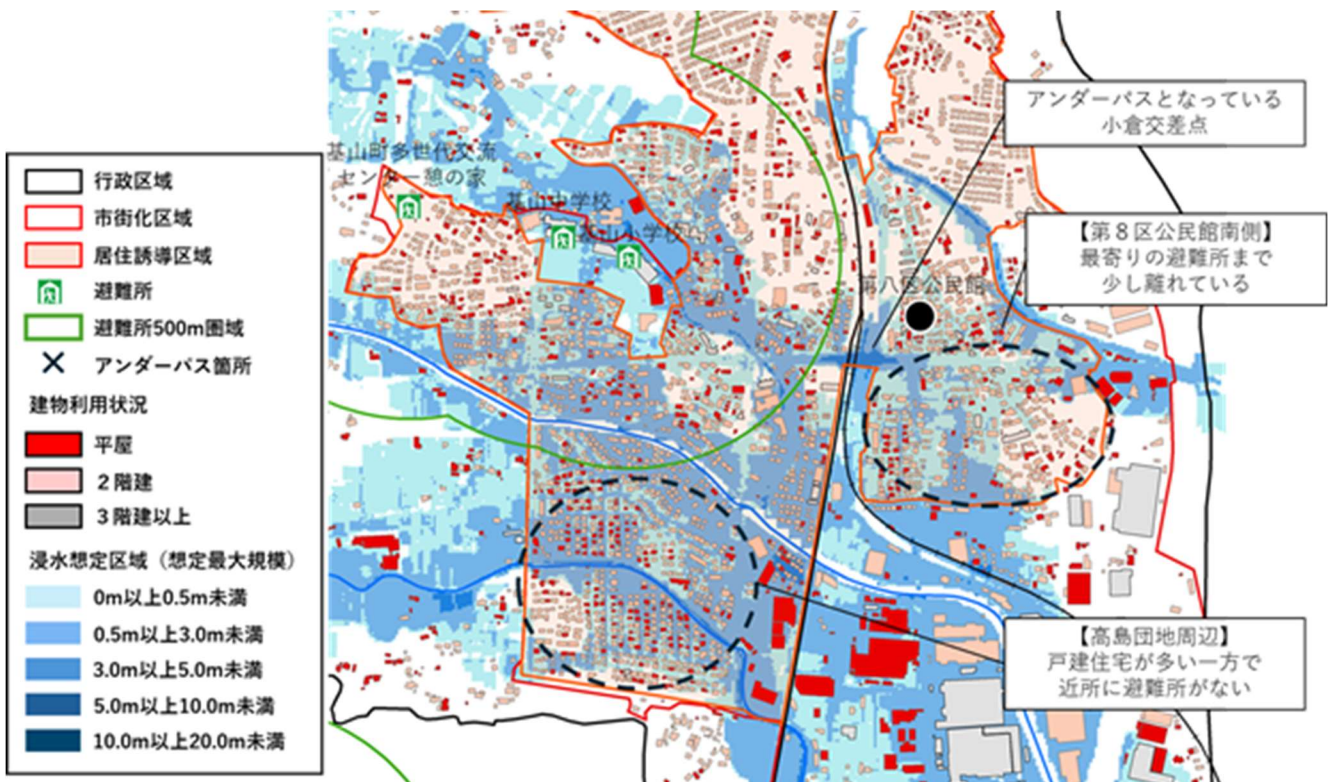 行政区域
市街化区域
居住誘導区域
避難所
避難所500m圏域
アンダーパス箇所
建物利用状況
平屋
２階建
３階建以上
浸水想定区域（想定最大規模）
0m以上0.5m未満
0.5m以上3.0m未満
3.0m以上5.0m未満
5.0m以上10.0m未満
10.0m以上20.0m未満
基山町多世代交流
センター憩の家
基山中学校
基山小学校
第八区公民館
アンダーパスとなっている
小倉交差点
【第８区公民館南側】
最寄りの避難所まで
少し離れている
【高島団地周辺】
戸建住宅が多い一方で
近所に避難所がない